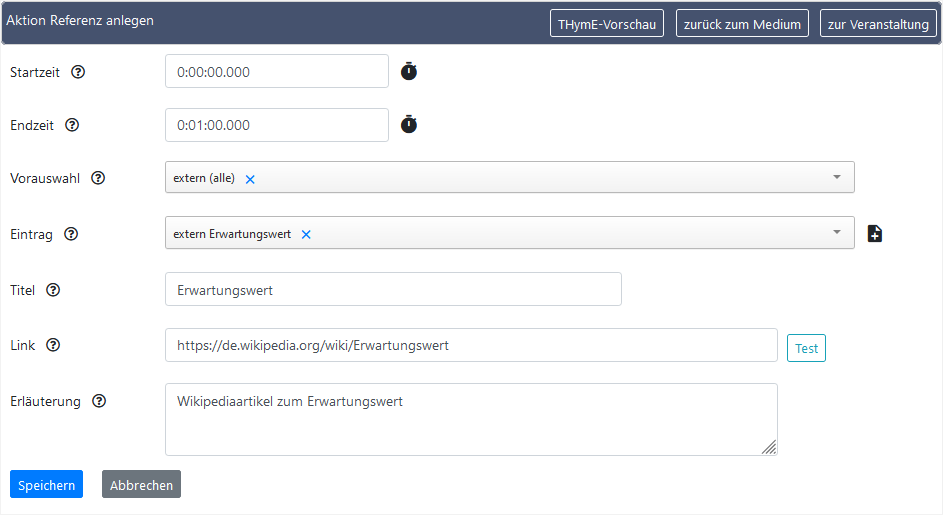 Aktion Referenz anlegen THymE-Vorschau zurück zum Medium zur Veranstaltung
Startzeit 0:00:00.000
Endzeit 0:01:00.000
Vorauswahl extern (alle)
Eintrag extern Erwartungswert
Titel Erwartungswert
Link https://de.wikipedia.org/wiki/Erwartungswert Test
Erläuterung Wikipediaartikel zum Erwartungswert
Speichern Abbrechen